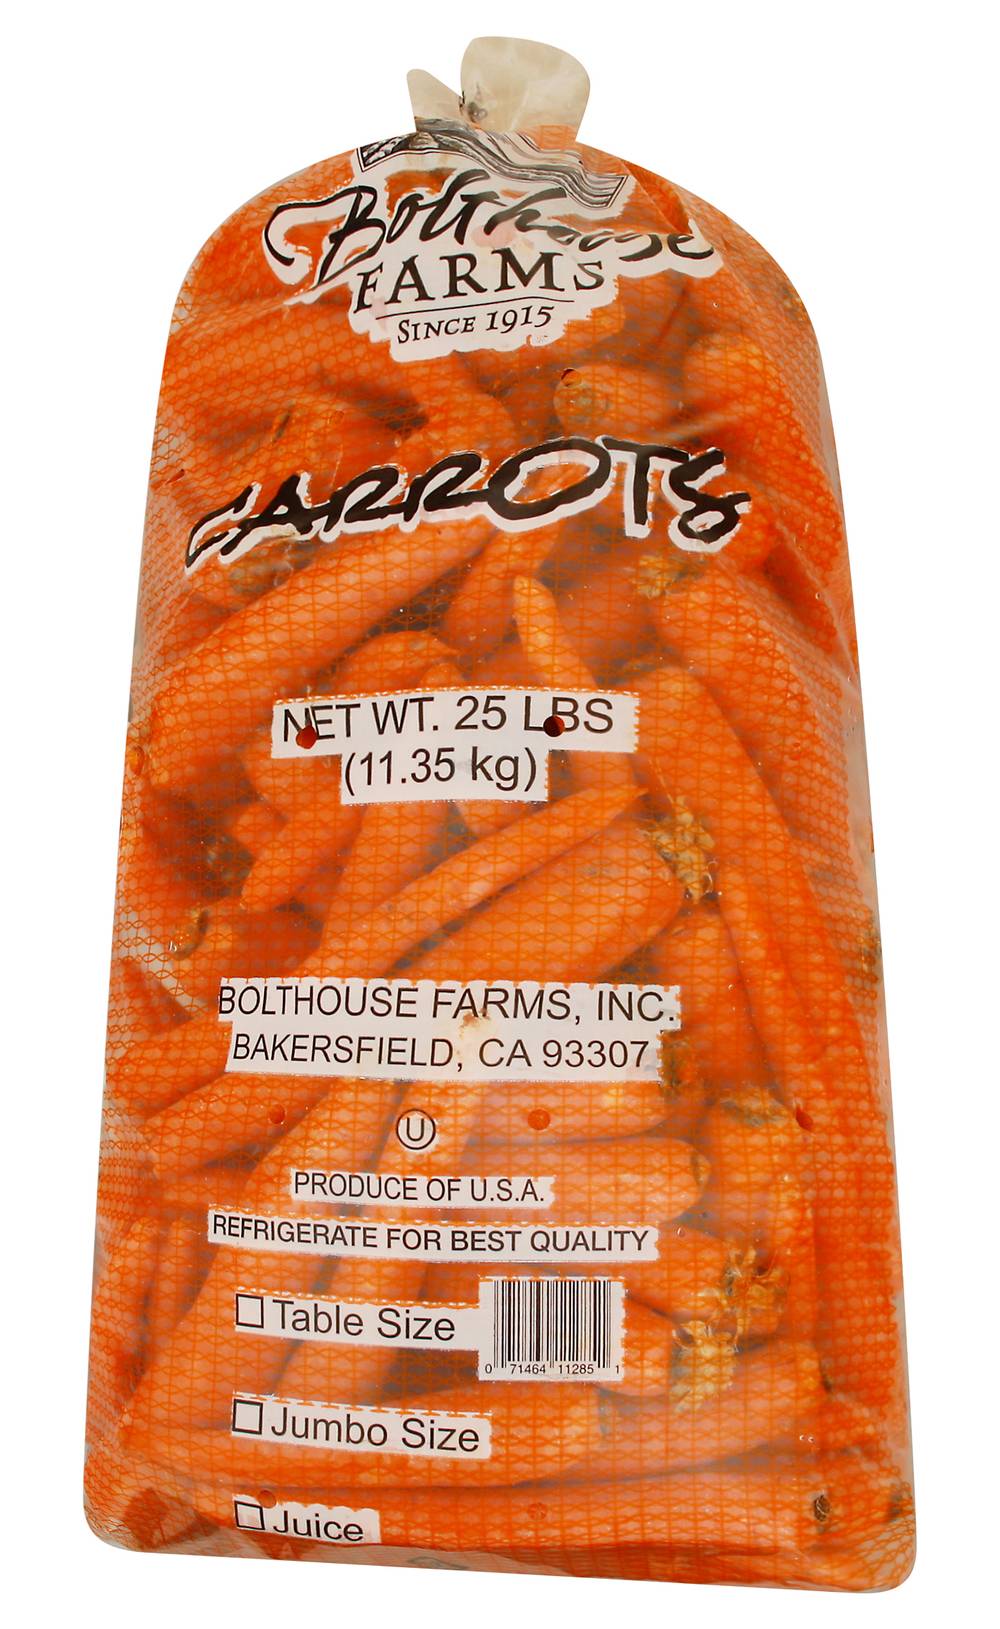 Bolthouse
FARMS
SINCE 1915
CARROTS
NET WT. 25 LBS
(11.35 kg)
BOLTHOUSE FARMS, INC.
BAKERSFIELD, CA 93307
U
PRODUCE OF U.S.A.
REFRIGERATE FOR BEST QUALITY
Table Size
0 71464 11285 1
Jumbo Size
Juice